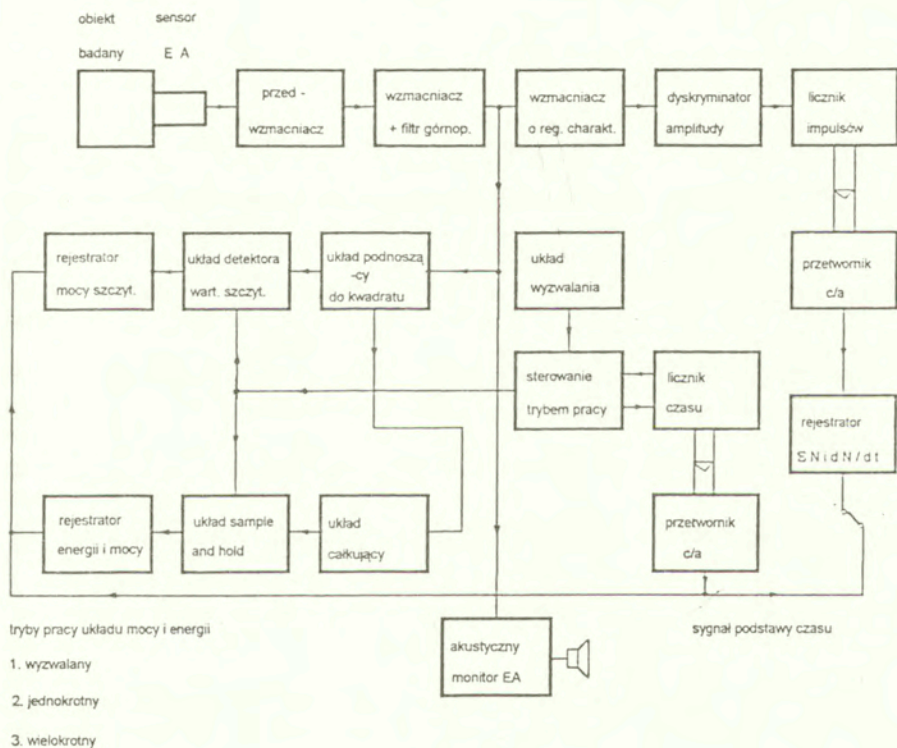 obiekt sensor
badany E A
przed -
wzmacniacz
wzmacniacz
+ filtr górnop.
wzmacniacz
o reg. charakt.
dyskryminator
amplitudy
licznik
impulsów
rejestrator
mocy szczyt.
układ detektora
wart. szczyt.
układ podnoszą
-cy
do kwadratu
układ
wyzwalania
przetwornik
c/a
sterowanie
trybem pracy
licznik
czasu
rejestrator
Σ N i d N / d t
rejestrator
energii i mocy
układ sample
and hold
układ
całkujący
przetwornik
c/a
tryby pracy układu mocy i energii
1. wyzwalany
2. jednokrotny
3. wielokrotny
akustyczny
monitor EA
sygnał podstawy czasu